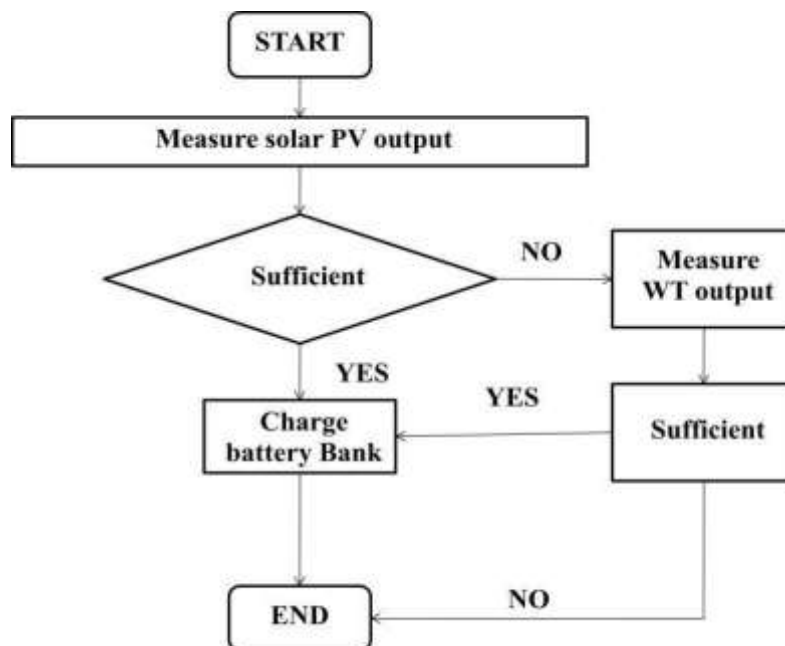 START
Measure solar PV output
Sufficient
NO
Measure
WT output
YES
Charge
battery Bank
YES
Sufficient
END
NO